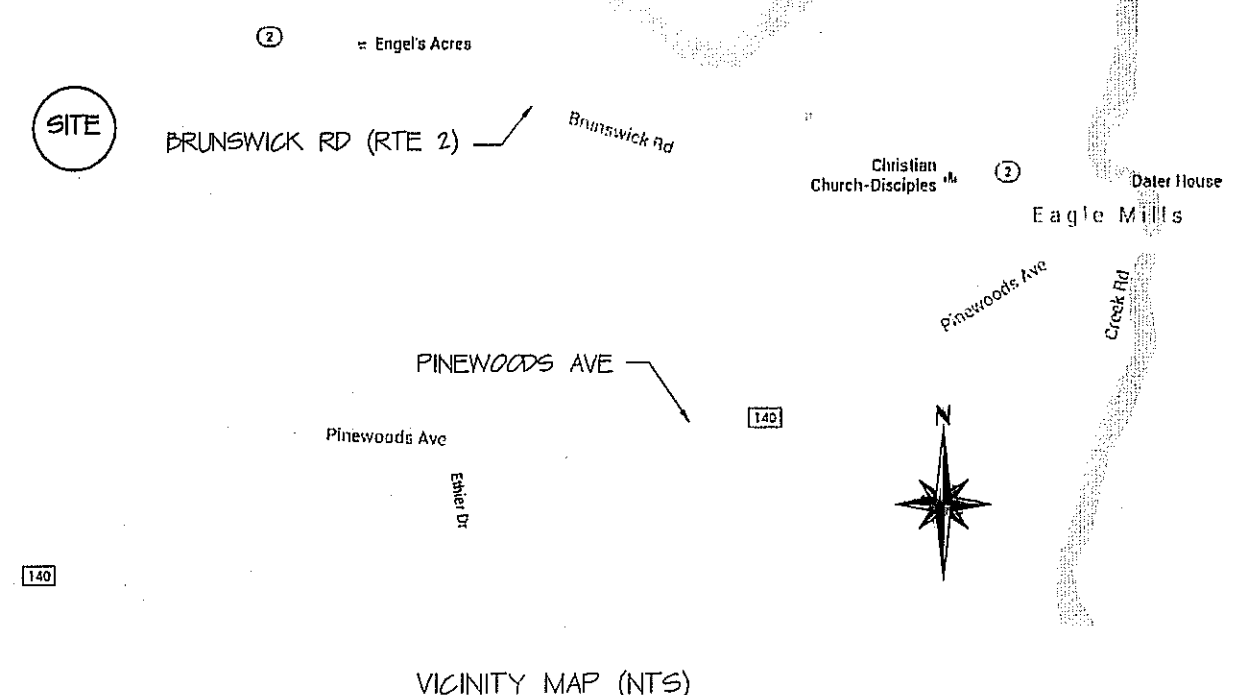 2
Engel's Acres
SITE
BRUNSWICK RD (RTE 2)
Brunswick Rd
Christian
Church-Disciples
2
Dater House
Eagle Mills
Pinewoods Ave
Creek Rd
PINEWOODS AVE
140
Pinewoods Ave
N
Ethier Dr
140
VICINITY MAP (NTS)